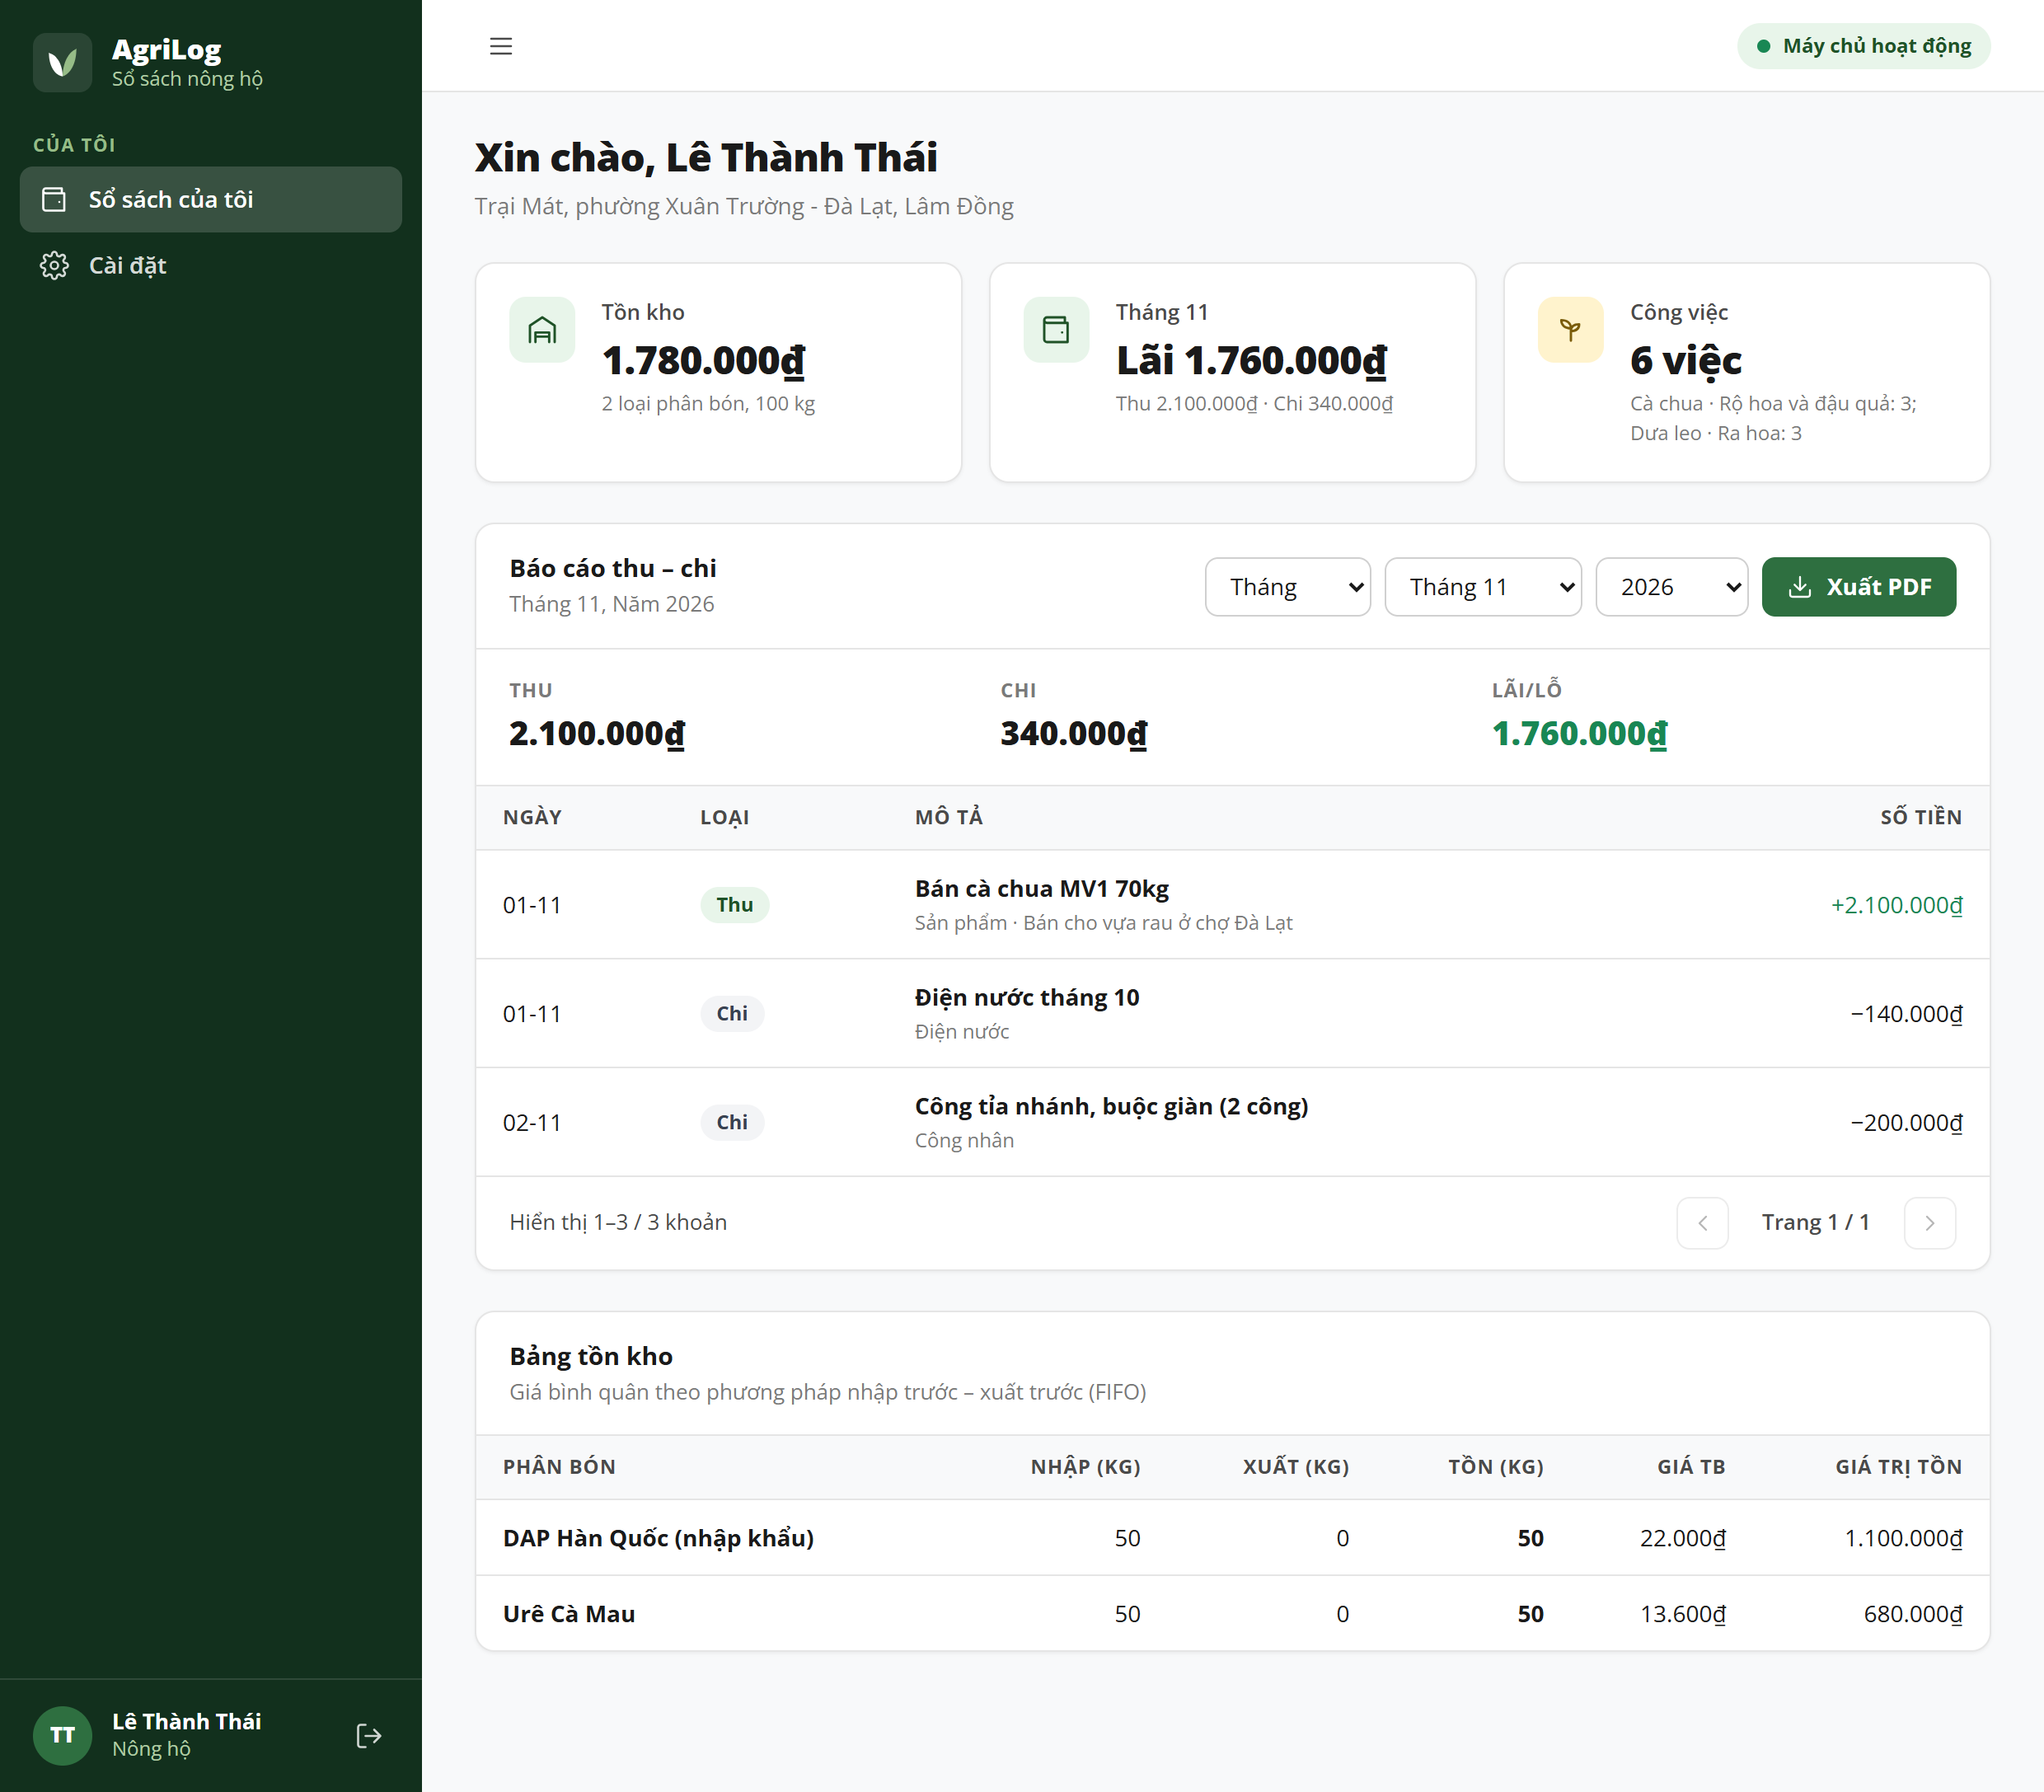 AgriLog
Sổ sách nông hộ
CỦA TÔI
Sổ sách của tôi
Cài đặt
Lê Thành Thái
Nông hộ
TT
Máy chủ hoạt động
Xin chào, Lê Thành Thái
Trại Mát, phường Xuân Trường - Đà Lạt, Lâm Đồng
Tồn kho
1.780.000₫
2 loại phân bón, 100 kg
Tháng 11
Lãi 1.760.000₫
Thu 2.100.000₫ · Chi 340.000₫
Công việc
6 việc
Cà chua · Rộ hoa và đậu quả: 3;
Dưa leo · Ra hoa: 3
Báo cáo thu – chi
Tháng 11, Năm 2026
Tháng
Tháng 11
2026
Xuất PDF
THU
2.100.000₫
CHI
340.000₫
LÃI/LỖ
1.760.000₫
NGÀY LOẠI MÔ TẢ SỐ TIỀN
01-11 Thu Bán cà chua MV1 70kg +2.100.000₫
Sản phẩm · Bán cho vựa rau ở chợ Đà Lạt
01-11 Chi Điện nước tháng 10 −140.000₫
Điện nước
02-11 Chi Công tỉa nhánh, buộc giàn (2 công) −200.000₫
Công nhân
Hiển thị 1–3 / 3 khoản
Trang 1 / 1
Bảng tồn kho
Giá bình quân theo phương pháp nhập trước – xuất trước (FIFO)
PHÂN BÓN NHẬP (KG) XUẤT (KG) TỒN (KG) GIÁ TB GIÁ TRỊ TỒN
DAP Hàn Quốc (nhập khẩu) 50 0 50 22.000₫ 1.100.000₫
Urê Cà Mau 50 0 50 13.600₫ 680.000₫